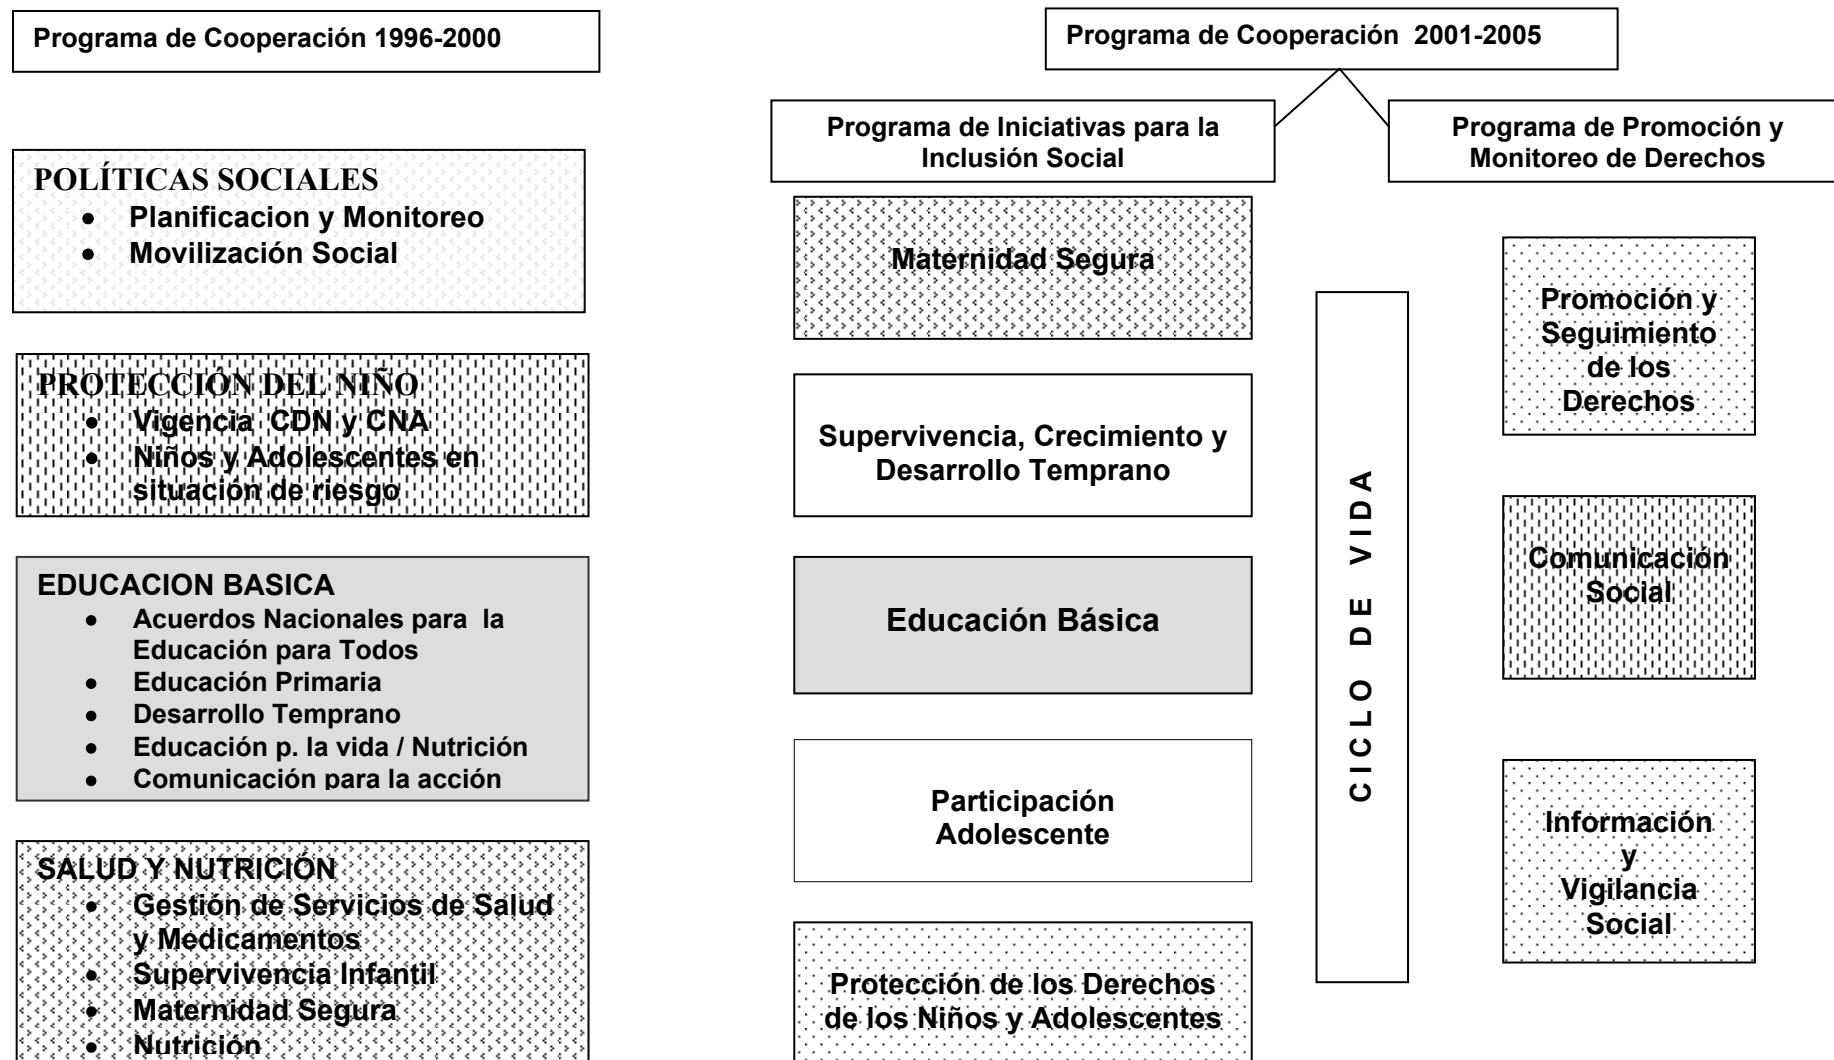 Programa de Cooperación 1996-2000
POLÍTICAS SOCIALES
• Planificacion y Monitoreo
• Movilización Social
PROTECCIÓN DEL NIÑO
• Vigencia CDN y CNA
• Niños y Adolescentes en
situación de riesgo
EDUCACION BASICA
• Acuerdos Nacionales para la
Educación para Todos
• Educación Primaria
• Desarrollo Temprano
• Educación p. la vida / Nutrición
• Comunicación para la acción
SALUD Y NUTRICIÓN
• Gestión de Servicios de Salud
y Medicamentos
• Supervivencia Infantil
• Maternidad Segura
• Nutrición
Programa de Cooperación 2001-2005
Programa de Iniciativas para la
Inclusión Social
Maternidad Segura
Supervivencia, Crecimiento y
Desarrollo Temprano
Educación Básica
Participación
Adolescente
Protección de los Derechos
de los Niños y Adolescentes
CICLO DE VIDA
Programa de Promoción y
Monitoreo de Derechos
Promoción y
Seguimiento
de los
Derechos
Comunicación
Social
Información
y
Vigilancia
Social